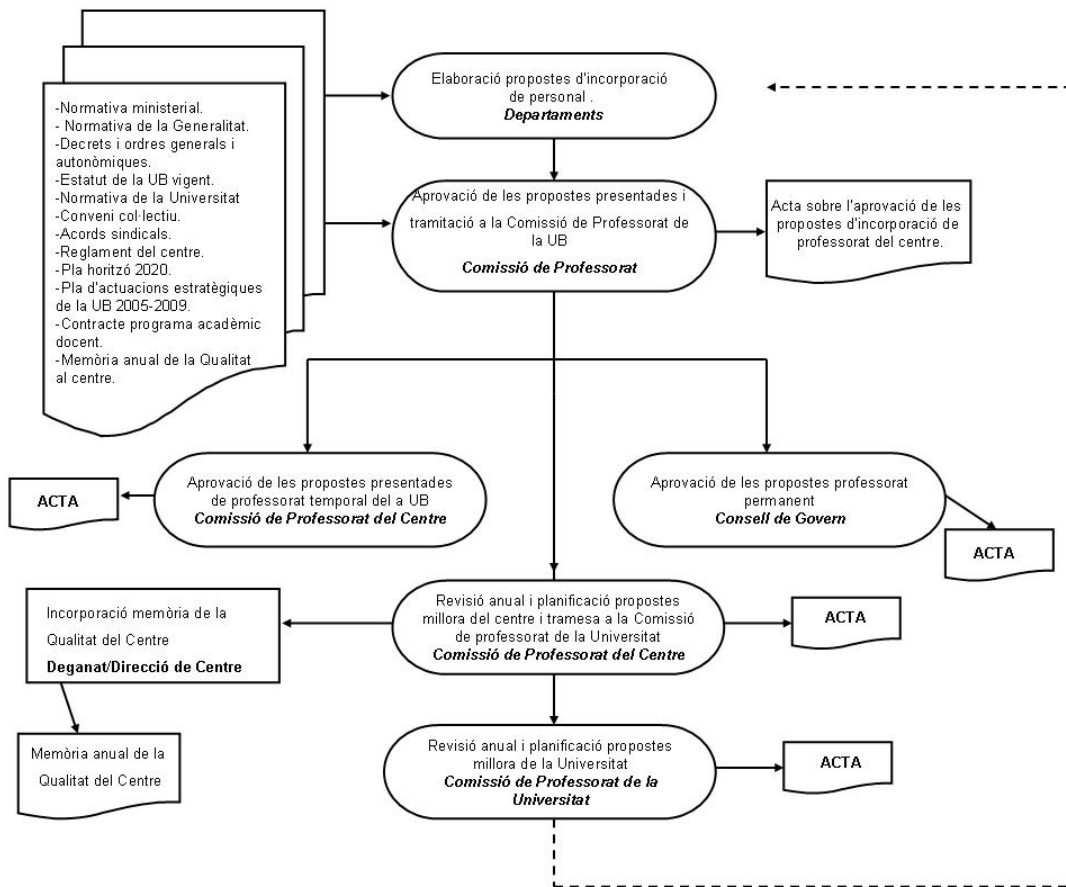 Elaboració propostes d'incorporació
de personal .
Departaments
-Normativa ministerial.
- Normativa de la Generalitat.
-Decrets i ordres generals i
autonòmiques.
-Estatut de la UB vigent.
-Normativa de la Universitat
-Conveni col·lectiu.
-Acords sindicals.
-Reglament del centre.
-Pla horitzó 2020.
-Pla d'actuacions estratègiques
de la UB 2005-2009.
-Contracte programa acadèmic
docent.
-Memòria anual de la Qualitat
al centre.
Aprovació de les propostes presentades i
tramitació a la Comissió de Professorat de
la UB
Comissió de Professorat
Acta sobre l'aprovació de les
propostes d'incorporació de
professorat del centre.
ACTA
Aprovació de les propostes presentades
de professorat temporal del a UB
Comissió de Professorat del Centre
Aprovació de les propostes professorat
permanent
Consell de Govern
ACTA
Incorporació memòria de la
Qualitat del Centre
Deganat/Direcció de Centre
Revisió anual i planificació propostes
millora del centre i tramesa a la Comissió
de professorat de la Universitat
Comissió de Professorat del Centre
ACTA
Memòria anual de la
Qualitat del Centre
Revisió anual i planificació propostes
millora de la Universitat
Comissió de Professorat de la
Universitat
ACTA